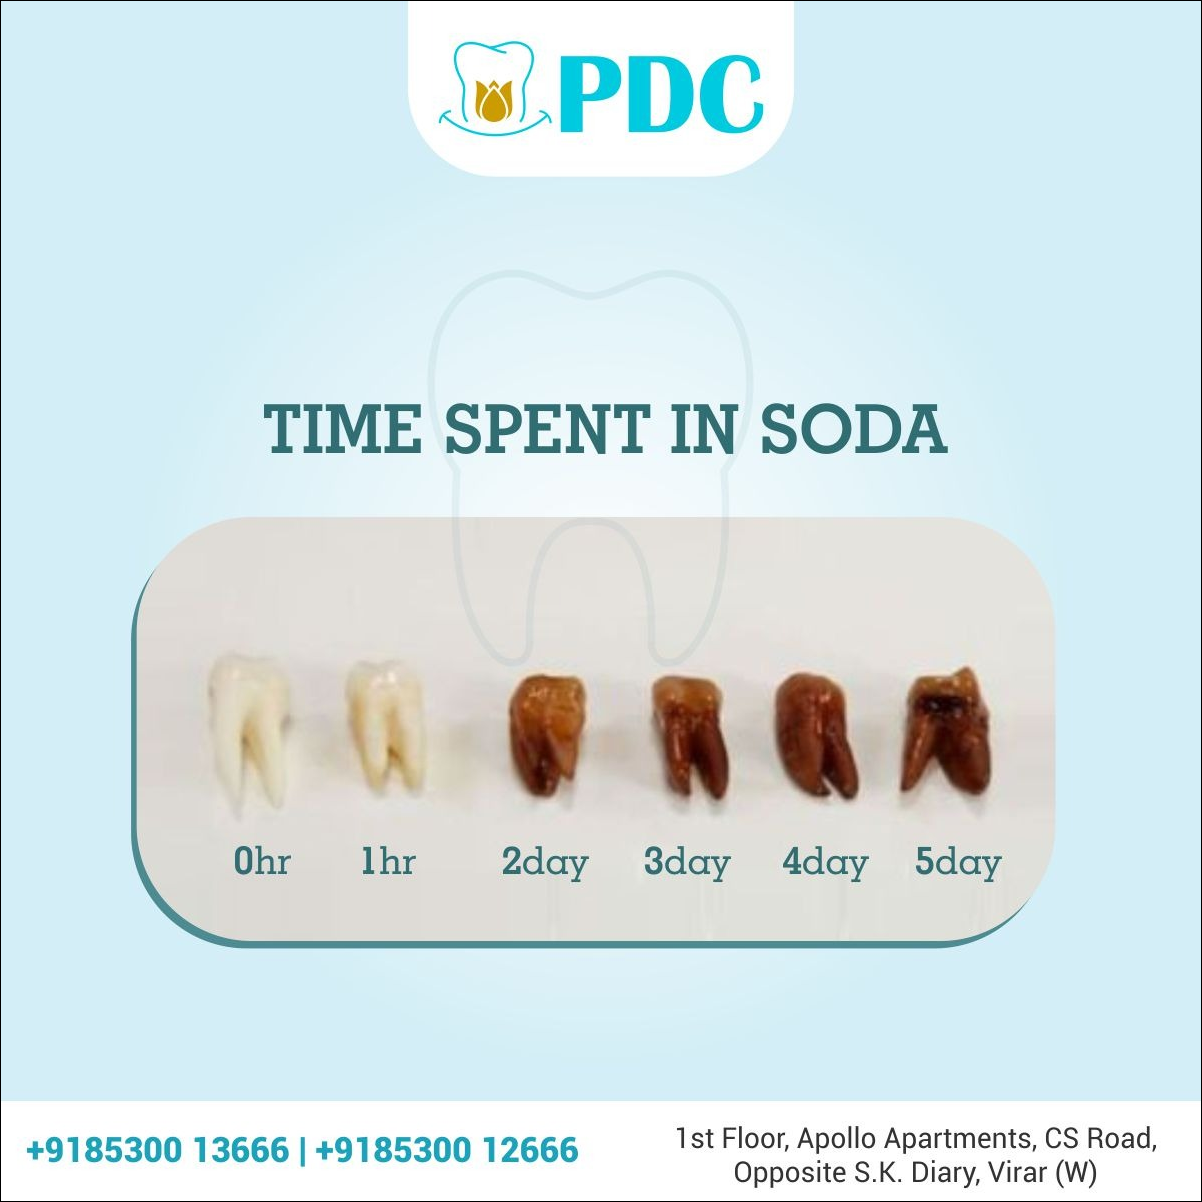 PDC
TIME SPENT IN SODA
0hr 1hr 2day 3day 4day 5day
+9185300 13666 | +9185300 12666
1st Floor, Apollo Apartments, CS Road,
Opposite S.K. Diary, Virar (W)